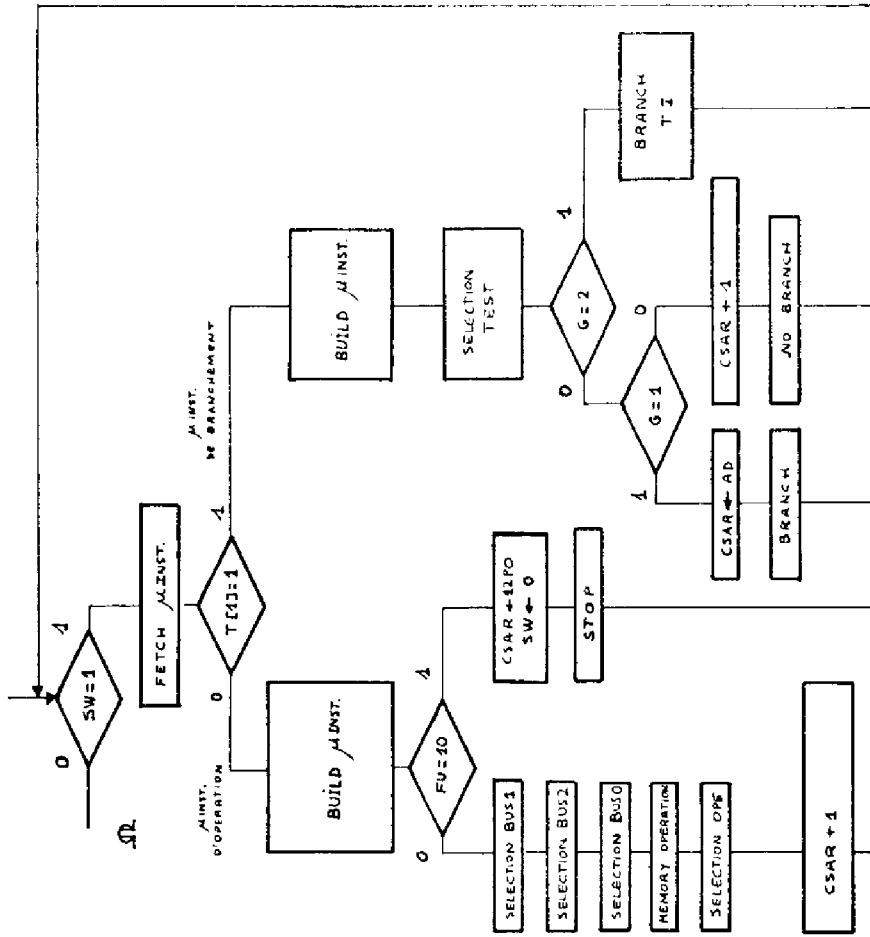 0
SW=1
1
FETCH μINST.
0
T[1]=1
1
μINST.
D'OPERATION
μINST.
DE BRANCHEMENT
BUILD μINST.
BUILD μINST.
SELECTION
TEST
0
FU=10
1
0
G=2
1
SELECTION BUS1
SELECTION BUS2
SELECTION BUS0
MEMORY OPERATION
SELECTION OPE
CSAR + 1
CSAR ← 12PO
SW ← 0
STOP
1
G=1
0
CSAR ← AD
BRANCH
CSAR + 1
NO BRANCH
BRANCH
T I